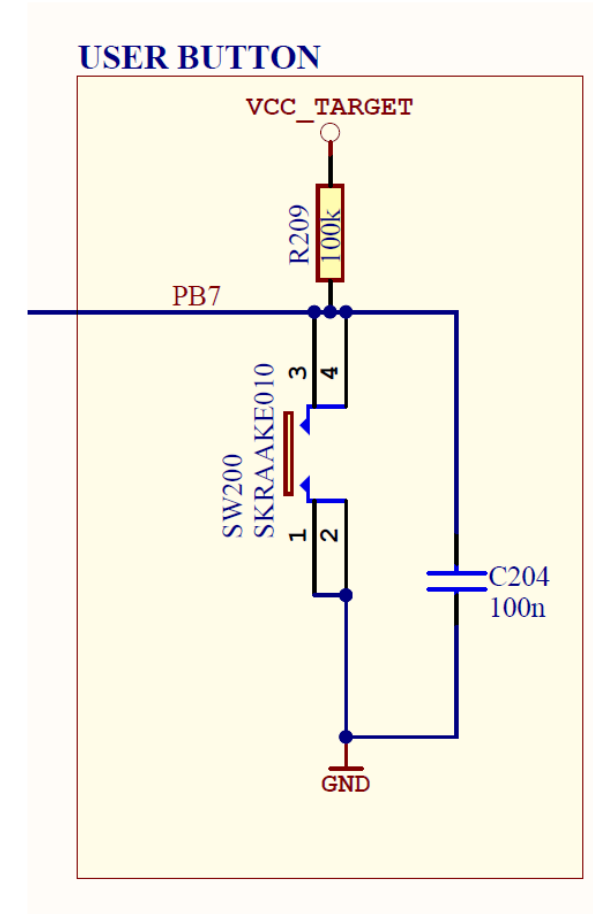 USER BUTTON
VCC_TARGET
R209
100k
PB7
3
4
SW200
SKRAAKE010
1
2
C204
100n
GND